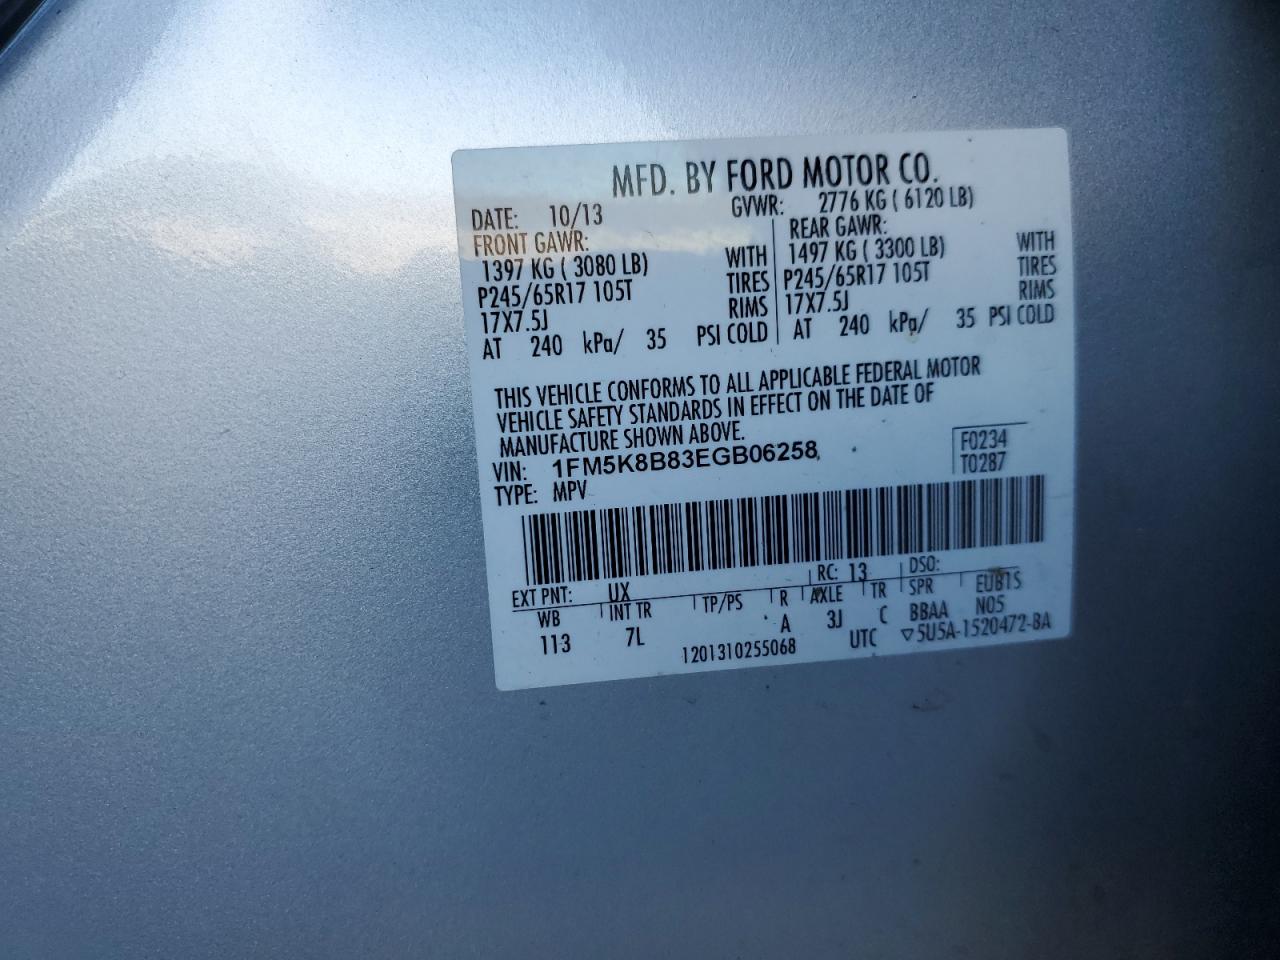 MFD. BY FORD MOTOR CO.
DATE: 10/13 GVWR: 2776 KG ( 6120 LB)
FRONT GAWR: REAR GAWR:
1397 KG ( 3080 LB) WITH 1497 KG ( 3300 LB) WITH
P245/65R17 105T TIRES P245/65R17 105T TIRES
17X7.5J RIMS 17X7.5J RIMS
AT 240 kPa/ 35 PSI COLD AT 240 kPa/ 35 PSI COLD
THIS VEHICLE CONFORMS TO ALL APPLICABLE FEDERAL MOTOR
VEHICLE SAFETY STANDARDS IN EFFECT ON THE DATE OF
MANUFACTURE SHOWN ABOVE.
VIN: 1FM5K8B83EGB06258 F0234
TYPE: MPV T0287
EXT PNT: UX RC: 13 DSO:
WB INT TR TP/PS R AXLE TR SPR EUB1S
113 7L A 3J C BBAA N05
1201310255068 UTC ▽5U5A-1520472-BA